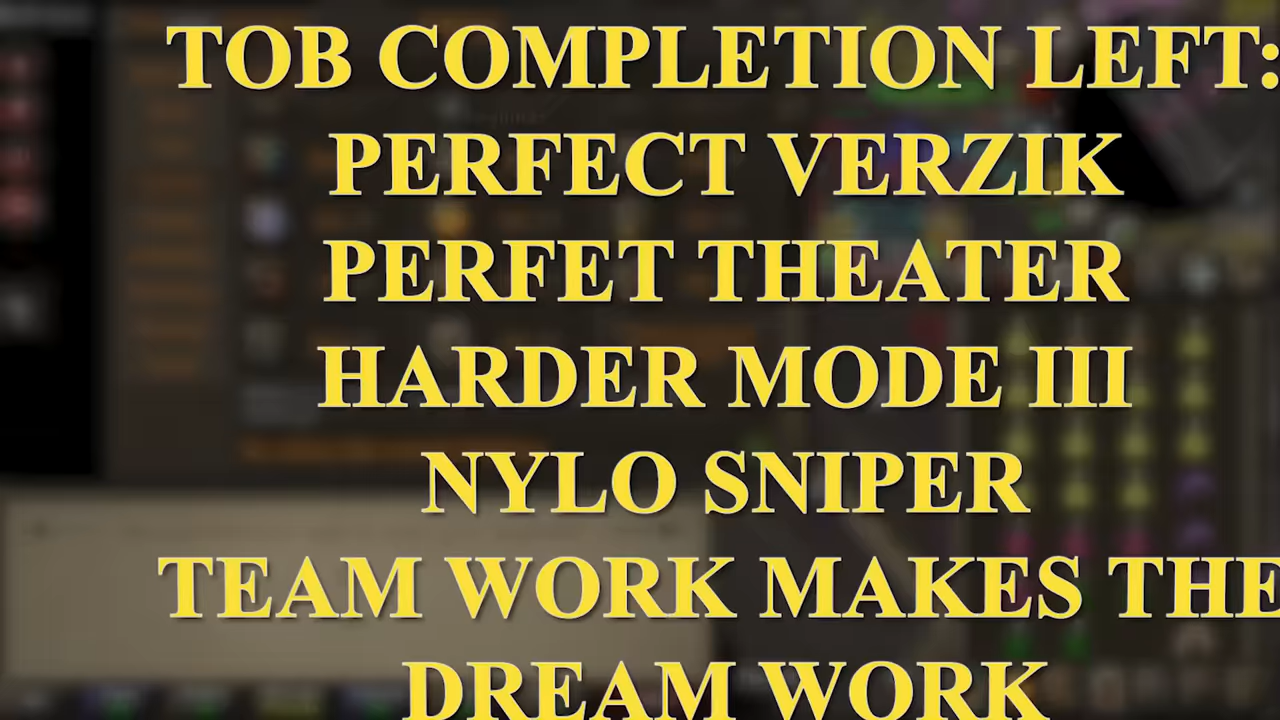 TOB COMPLETION LEFT:
PERFECT VERZIK
PERFET THEATER
HARDER MODE III
NYLO SNIPER
TEAM WORK MAKES THE
DREAM WORK